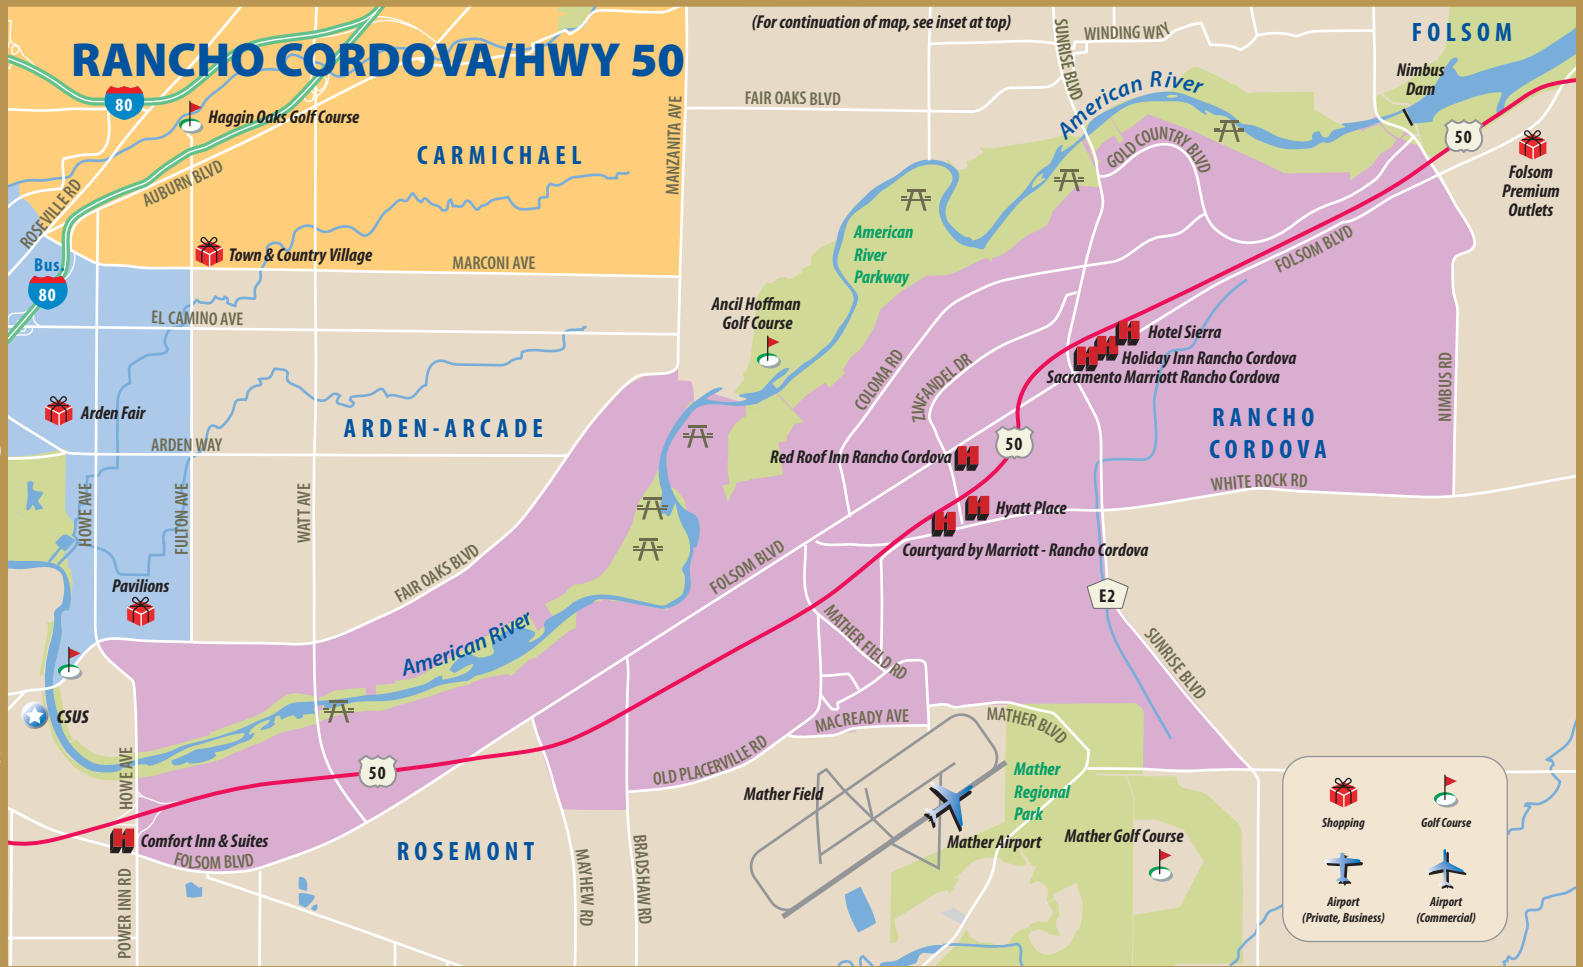 (For continuation of map, see inset at top)
RANCHO CORDOVA/HWY 50
WINDING WAY
FOLSOM
SUNRISE BLVD
Nimbus
Dam
American River
FAIR OAKS BLVD
80
Haggin Oaks Golf Course
MANZANITA AVE
CARMICHAEL
GOLD COUNTRY BLVD
50
Folsom
Premium
Outlets
AUBURN BLVD
ROSEVILLE RD
American
River
Parkway
FOLSOM BLVD
Town & Country Village
MARCONI AVE
Bus.
80
EL CAMINO AVE
Ancil Hoffman
Golf Course
Hotel Sierra
Holiday Inn Rancho Cordova
Sacramento Marriott Rancho Cordova
COLOMA RD
ZINFANDEL DR
NIMBUS RD
Arden Fair
ARDEN-ARCADE
RANCHO
CORDOVA
ARDEN WAY
50
Red Roof Inn Rancho Cordova
WHITE ROCK RD
HOWE AVE
FULTON AVE
WATT AVE
Hyatt Place
Courtyard by Marriott - Rancho Cordova
FAIR OAKS BLVD
FOLSOM BLVD
Pavilions
E2
American River
MATHER FIELD RD
SUNRISE BLVD
CSUS
MACREADY AVE
MATHER BLVD
HOWE AVE
50
OLD PLACERVILLE RD
Mather Field
Mather
Regional
Park
Mather Airport
Mather Golf Course
Comfort Inn & Suites
FOLSOM BLVD
ROSEMONT
POWER INN RD
MAYHEW RD
BRADSHAW RD
Shopping
Golf Course
Airport
(Private, Business)
Airport
(Commercial)